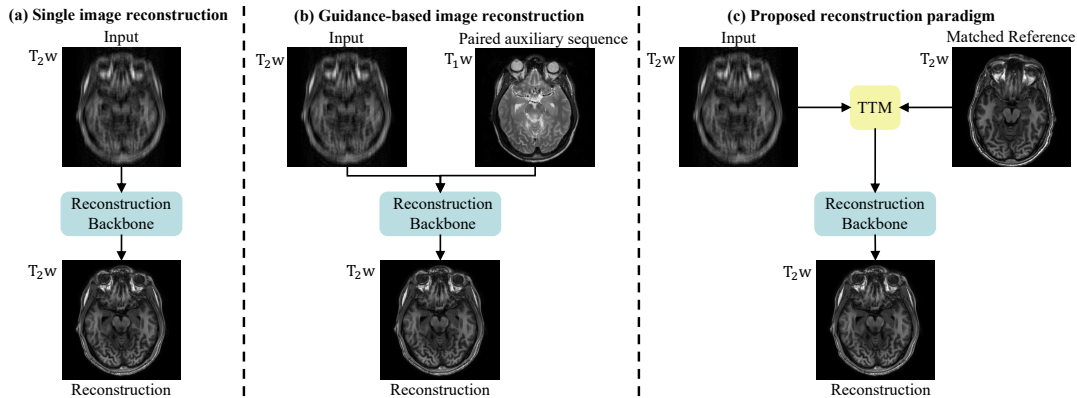 (a) Single image reconstruction
Input
T₂w
Reconstruction
Backbone
T₂w
Reconstruction
(b) Guidance-based image reconstruction
Input
Paired auxiliary sequence
T₂w
T₁w
Reconstruction
Backbone
T₂w
Reconstruction
(c) Proposed reconstruction paradigm
Input
Matched Reference
T₂w
T₂w
TTM
Reconstruction
Backbone
T₂w
Reconstruction